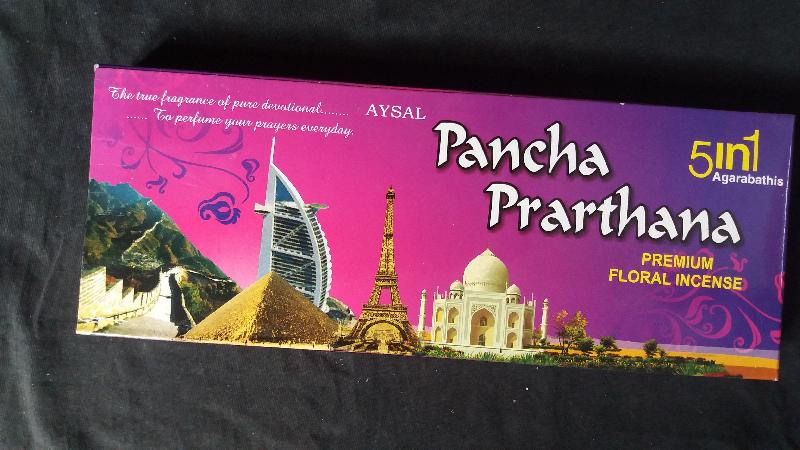 The true fragrance of pure devotional........
...... To perfume your prayers everyday.
AYSAL
Pancha
Prarthana
5in1
Agarabathis
PREMIUM
FLORAL INCENSE